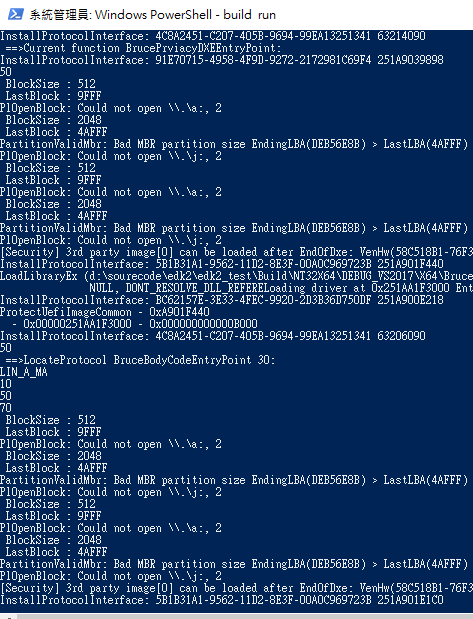 系統管理員: Windows PowerShell - build run
InstallProtocolInterface: 4C8A2451-C207-405B-9694-99EA13251341 63214090
==>Current function BrucePrviacyDXEEntryPoint:
InstallProtocolInterface: 91E70715-4958-4F9D-9272-2172981C69F4 251A9039898
50
BlockSize : 512
LastBlock : 9FFF
PlOpenBlock: Could not open \\.\a:, 2
BlockSize : 2048
LastBlock : 4AFFF
PartitionValidMbr: Bad MBR partition size EndingLBA(DEB56E8B) > LastLBA(4AFFF)
PlOpenBlock: Could not open \\.\j:, 2
BlockSize : 512
LastBlock : 9FFF
PlOpenBlock: Could not open \\.\a:, 2
BlockSize : 2048
LastBlock : 4AFFF
PartitionValidMbr: Bad MBR partition size EndingLBA(DEB56E8B) > LastLBA(4AFFF)
PlOpenBlock: Could not open \\.\j:, 2
[Security] 3rd party image[0] can be loaded after EndOfDxe: VenHw(58C518B1-76F3
InstallProtocolInterface: 5B1B31A1-9562-11D2-8E3F-00A0C969723B 251A901F440
LoadLibraryEx (d:\sourecode\edk2\edk2_test\Build\NT32X64\DEBUG_VS2017\X64\Bruce
NULL, DONT_RESOLVE_DLL_REFERELoading driver at 0x251AA1F3000 Ent
InstallProtocolInterface: BC62157E-3E33-4FEC-9920-2D3B36D750DF 251A900E218
ProtectUefiImageCommon - 0xA901F440
- 0x00000251AA1F3000 - 0x000000000000B000
InstallProtocolInterface: 4C8A2451-C207-405B-9694-99EA13251341 63206090
50
==>LocateProtocol BruceBodyCodeEntryPoint 30:
LIN_A_MA
10
50
70
BlockSize : 512
LastBlock : 9FFF
PlOpenBlock: Could not open \\.\a:, 2
BlockSize : 2048
LastBlock : 4AFFF
PartitionValidMbr: Bad MBR partition size EndingLBA(DEB56E8B) > LastLBA(4AFFF)
PlOpenBlock: Could not open \\.\j:, 2
BlockSize : 512
LastBlock : 9FFF
PlOpenBlock: Could not open \\.\a:, 2
BlockSize : 2048
LastBlock : 4AFFF
PartitionValidMbr: Bad MBR partition size EndingLBA(DEB56E8B) > LastLBA(4AFFF)
PlOpenBlock: Could not open \\.\j:, 2
[Security] 3rd party image[0] can be loaded after EndOfDxe: VenHw(58C518B1-76F3
InstallProtocolInterface: 5B1B31A1-9562-11D2-8E3F-00A0C969723B 251A901E1C0